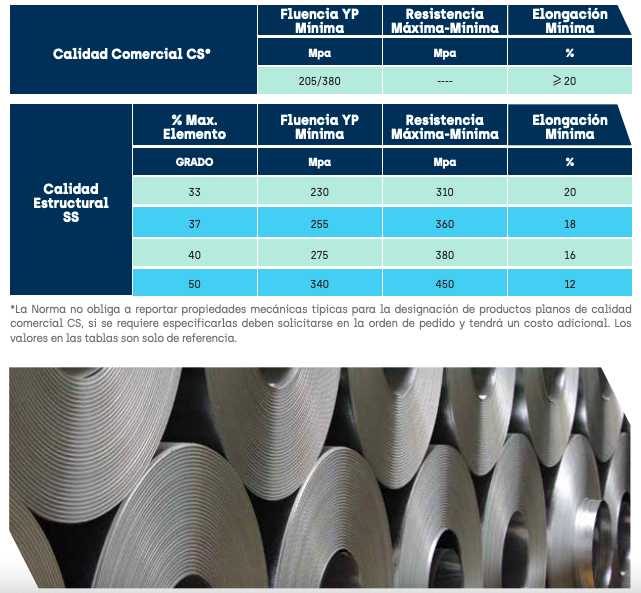 Calidad Comercial CS*
Fluencia YP Mínima
Resistencia Máxima-Mínima
Elongación Mínima
Mpa Mpa %
205/380 ---- ⩾ 20
Calidad Estructural SS
% Max. Elemento
Fluencia YP Mínima
Resistencia Máxima-Mínima
Elongación Mínima
GRADO Mpa Mpa %
33 230 310 20
37 255 360 18
40 275 380 16
50 340 450 12
*La Norma no obliga a reportar propiedades mecánicas típicas para la designación de productos planos de calidad
comercial CS, si se requiere especificarlas deben solicitarse en la orden de pedido y tendrá un costo adicional. Los
valores en las tablas son solo de referencia.